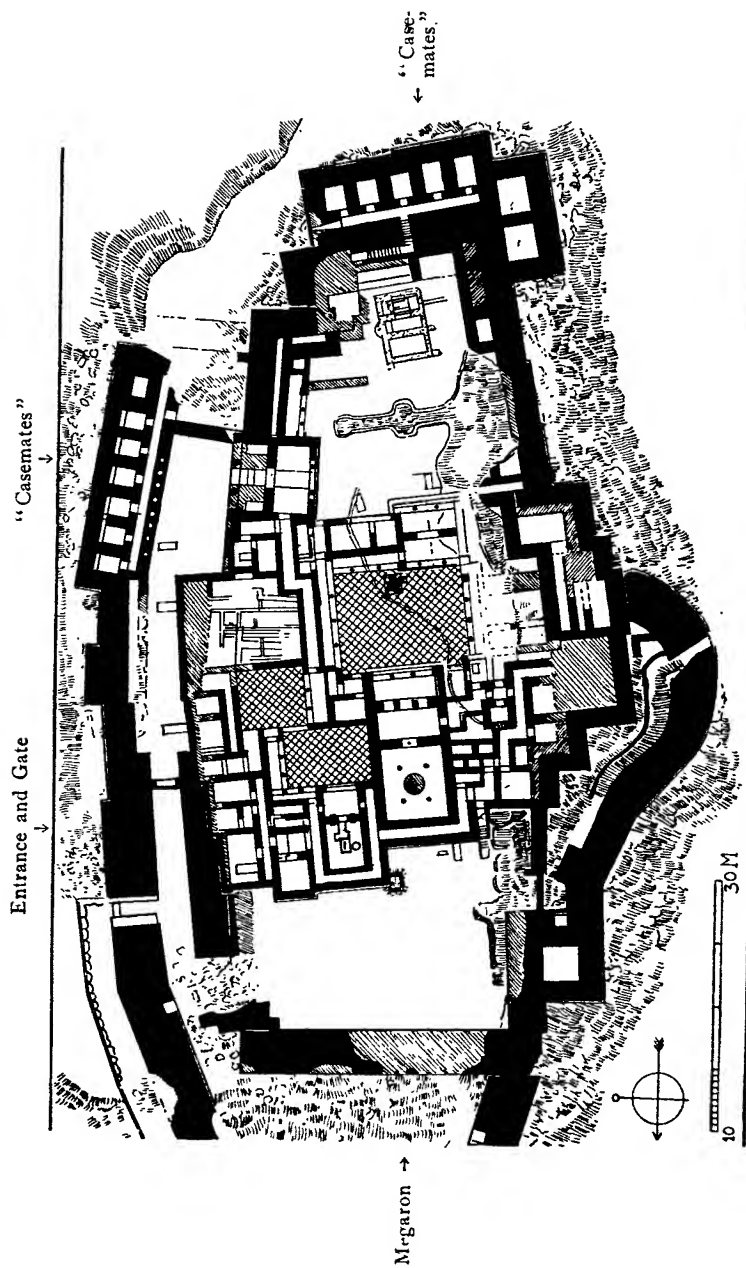 Entrance and Gate
↓
“Casemates”
↓
← “Case-
mates.”
Megaron →
10 30 M